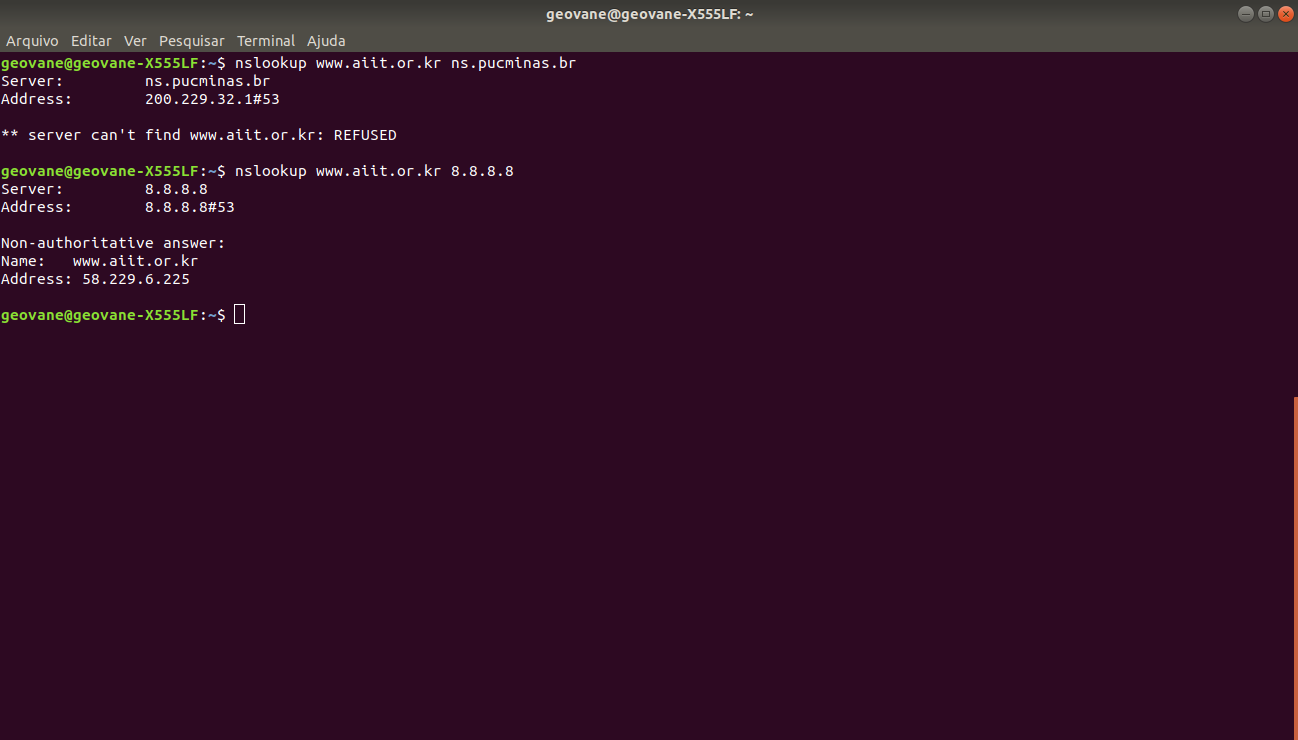 geovane@geovane-X555LF: ~
Arquivo Editar Ver Pesquisar Terminal Ajuda
geovane@geovane-X555LF:~$ nslookup www.aiit.or.kr ns.pucminas.br
Server:		ns.pucminas.br
Address:	200.229.32.1#53
** server can't find www.aiit.or.kr: REFUSED
geovane@geovane-X555LF:~$ nslookup www.aiit.or.kr 8.8.8.8
Server:		8.8.8.8
Address:	8.8.8.8#53
Non-authoritative answer:
Name:	www.aiit.or.kr
Address: 58.229.6.225
geovane@geovane-X555LF:~$